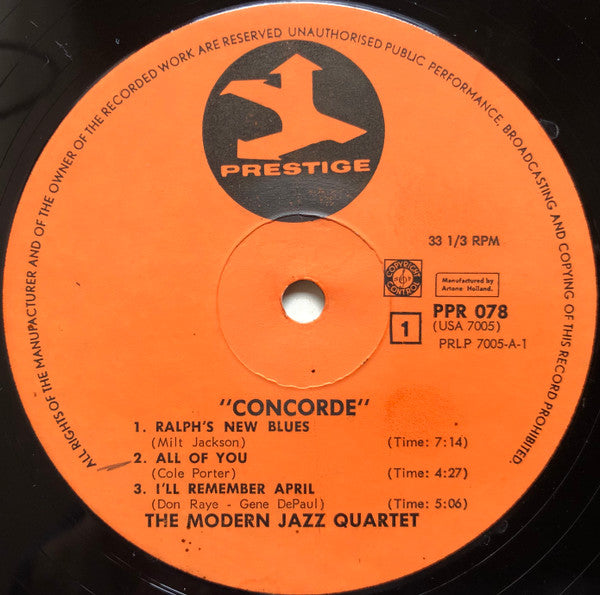 ALL RIGHTS OF THE MANUFACTURER AND OF THE OWNER OF THE RECORDED WORK ARE RESERVED UNAUTHORISED PUBLIC PERFORMANCE, BROADCASTING AND COPYING OF THIS RECORD PROHIBITED.
PRESTIGE
33 1/3 RPM
COPYRIGHT
CONTROL
Manufactured by
Artone Holland.
PPR 078
1
(USA 7005)
PRLP 7005-A-1
"CONCORDE"
1. RALPH'S NEW BLUES
(Milt Jackson) (Time: 7:14)
2. ALL OF YOU
(Cole Porter) (Time: 4:27)
3. I'LL REMEMBER APRIL
(Don Raye - Gene DePaul) (Time: 5:06)
THE MODERN JAZZ QUARTET